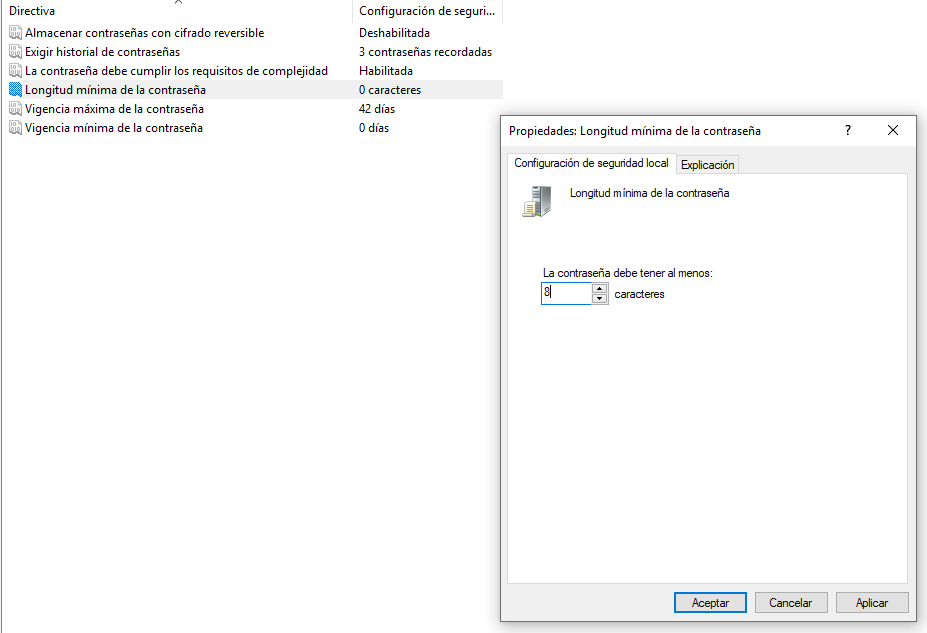 Directiva Configuración de seguri...
Almacenar contraseñas con cifrado reversible Deshabilitada
Exigir historial de contraseñas 3 contraseñas recordadas
La contraseña debe cumplir los requisitos de complejidad Habilitada
Longitud mínima de la contraseña 0 caracteres
Vigencia máxima de la contraseña 42 días
Vigencia mínima de la contraseña 0 días
Propiedades: Longitud mínima de la contraseña ?
Configuración de seguridad local Explicación
Longitud mínima de la contraseña
La contraseña debe tener al menos:
8 caracteres
Aceptar Cancelar Aplicar